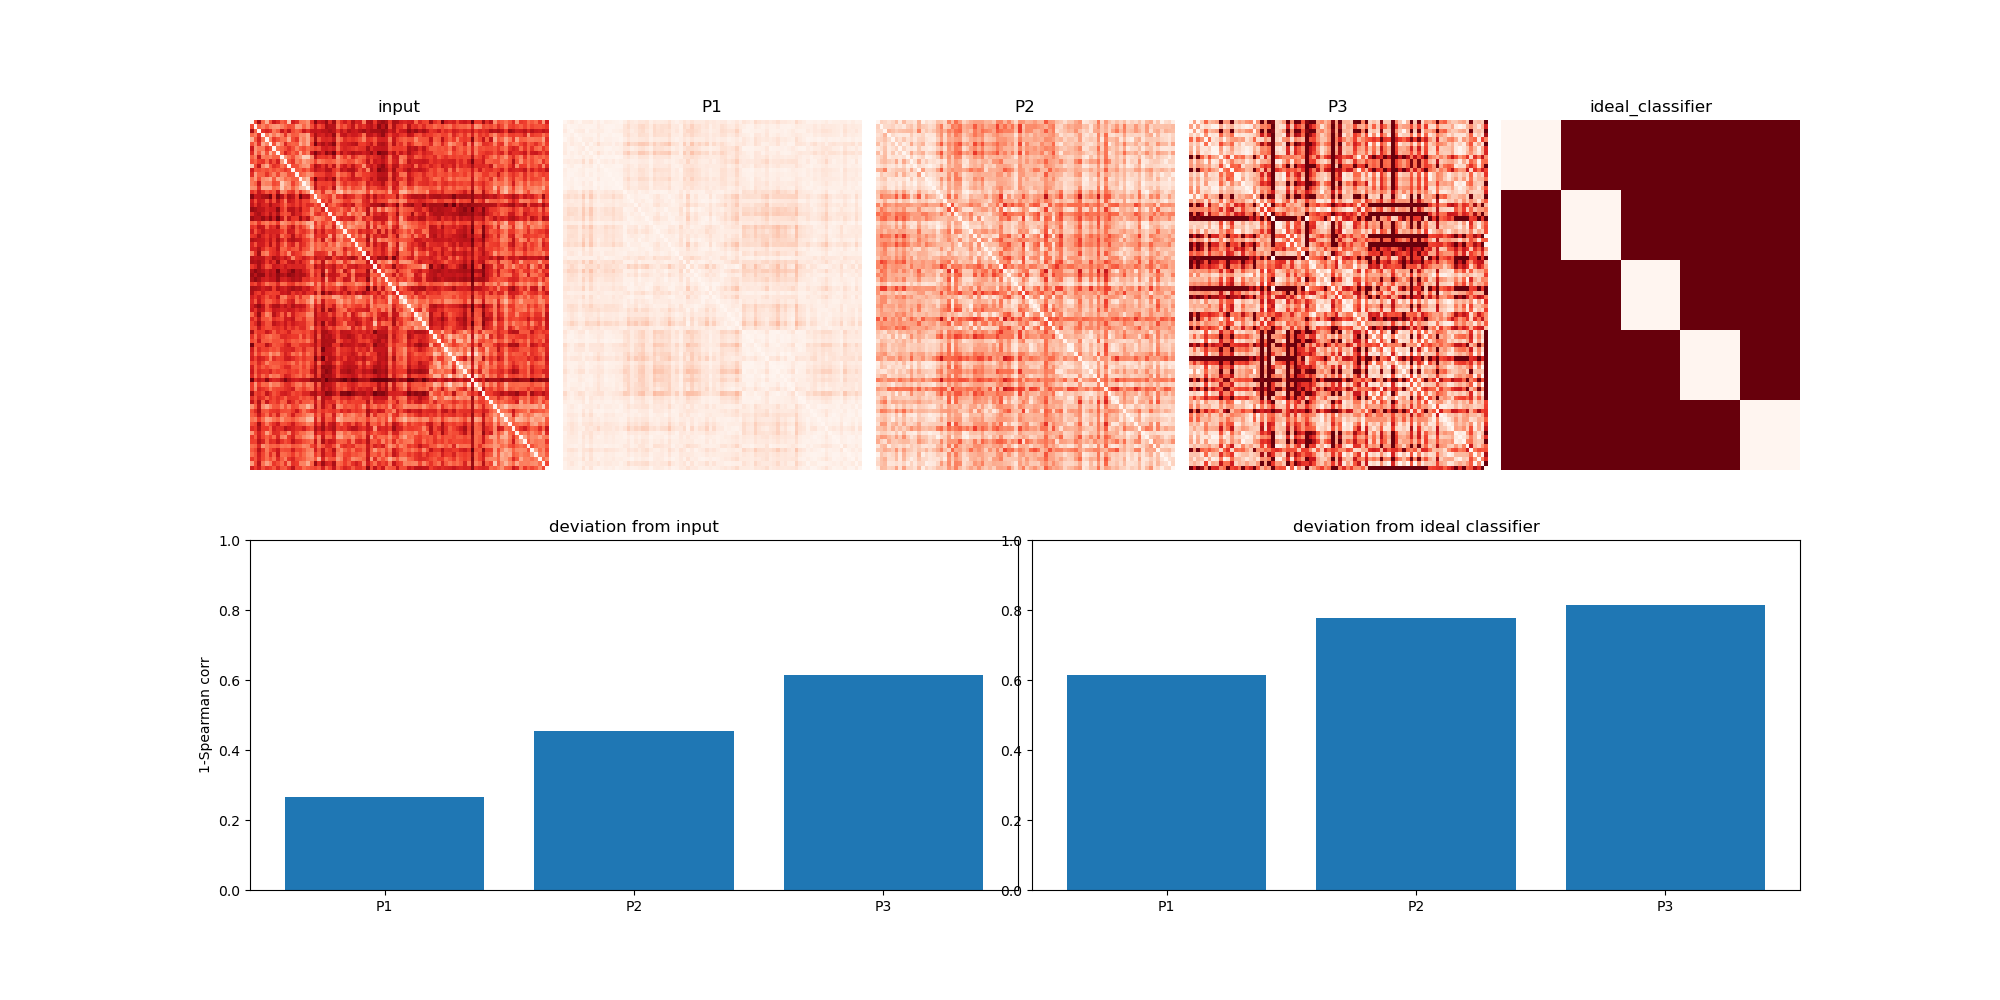 input
P1
P2
P3
ideal_classifier
deviation from input
1-Spearman corr
1.0
0.8
0.6
0.4
0.2
0.0
P1
P2
P3
deviation from ideal classifier
1.0
0.8
0.6
0.4
0.2
0.0
P1
P2
P3